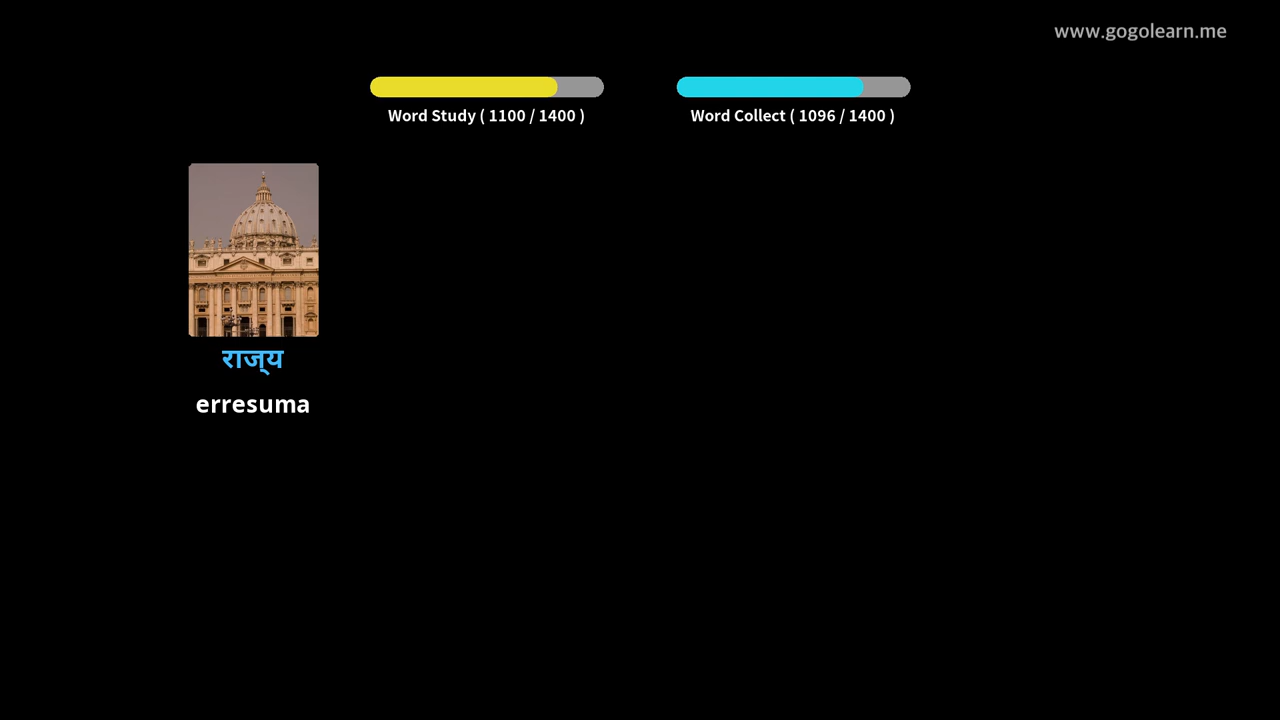 www.gogolearn.me
Word Study ( 1100 / 1400 )
Word Collect ( 1096 / 1400 )
राज्य
erresuma